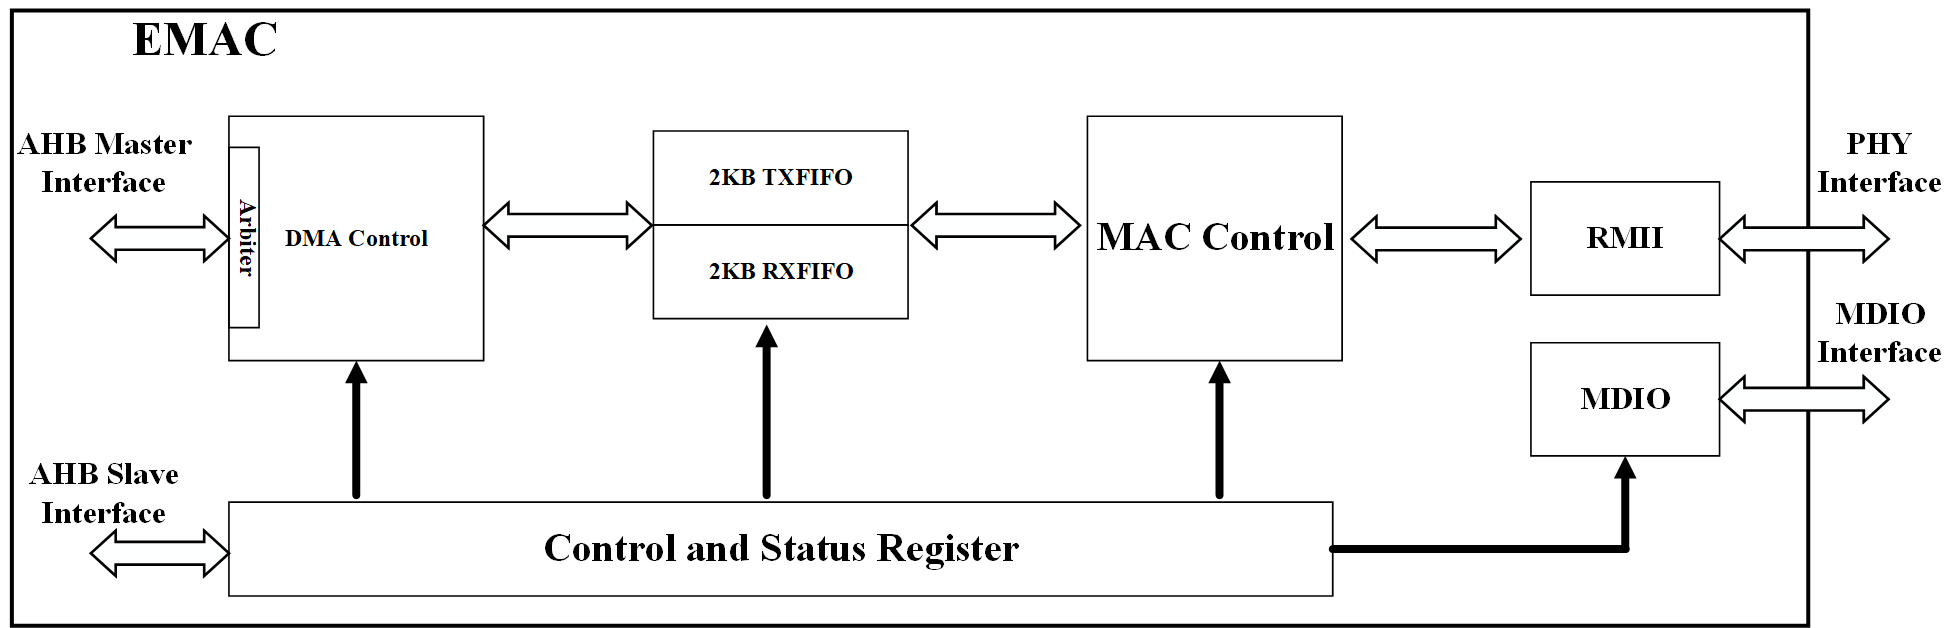 EMAC
AHB Master
Interface
Arbiter
DMA Control
2KB TXFIFO
2KB RXFIFO
MAC Control
RMII
PHY
Interface
MDIO
Interface
MDIO
AHB Slave
Interface
Control and Status Register